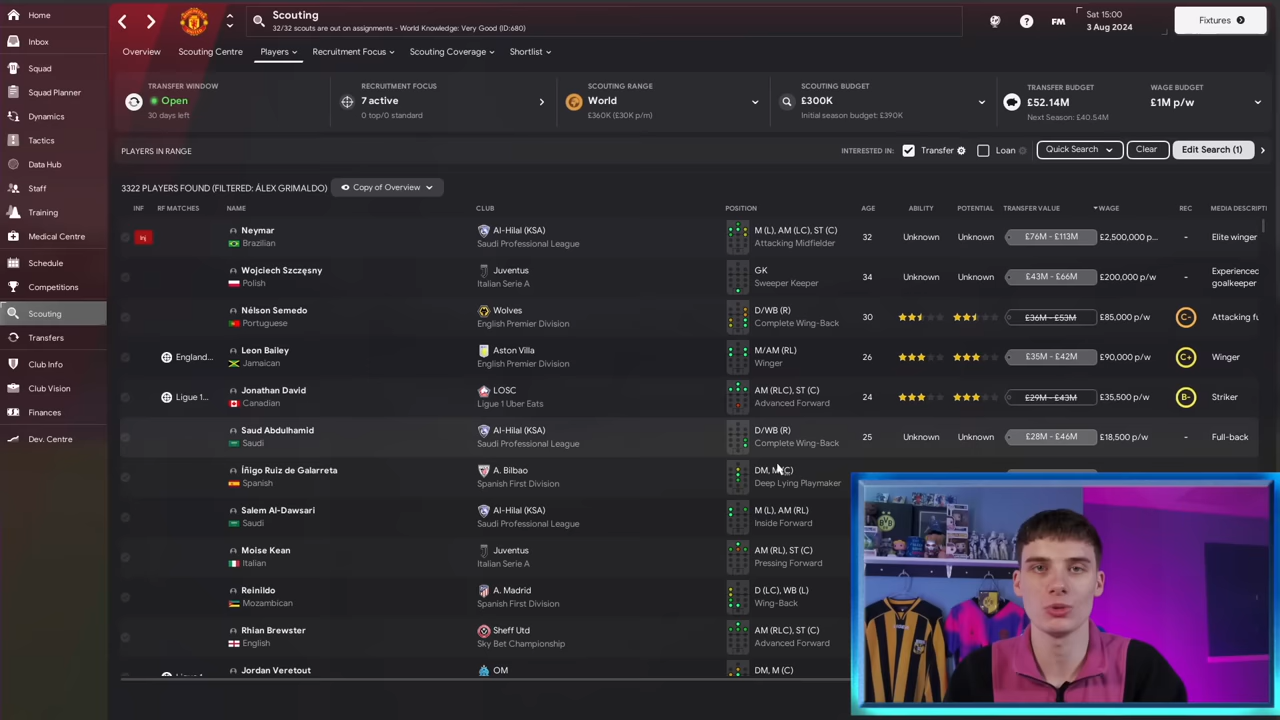 Home
Inbox
Squad
Squad Planner
Dynamics
Tactics
Data Hub
Staff
Training
Medical Centre
Schedule
Competitions
Scouting
Transfers
Club Info
Club Vision
Finances
Dev. Centre
Scouting
32/32 scouts are out on assignments - World Knowledge: Very Good (ID:680)
FM
Sat 15:00
3 Aug 2024
Fixtures
Overview Scouting Centre Players Recruitment Focus Scouting Coverage Shortlist
TRANSFER WINDOW
Open
30 days left
RECRUITMENT FOCUS
7 active
0 top/0 standard
SCOUTING RANGE
World
£360K (£30K p/m)
SCOUTING BUDGET
£300K
Initial season budget: £390K
TRANSFER BUDGET
£52.14M
Next Season: £40.54M
WAGE BUDGET
£1M p/w
PLAYERS IN RANGE
INTERESTED IN: Transfer Loan Quick Search Clear Edit Search (1)
3322 PLAYERS FOUND (FILTERED: ÁLEX GRIMALDO) Copy of Overview
INF RF MATCHES NAME CLUB POSITION AGE ABILITY POTENTIAL TRANSFER VALUE WAGE REC MEDIA DESCRIPTI
Inj Neymar Al-Hilal (KSA) M (L), AM (LC), ST (C) 32 Unknown Unknown £76M - £113M £2,500,000 p... - Elite winger
Brazilian Saudi Professional League Attacking Midfielder
Wojciech Szczęsny Juventus GK 34 Unknown Unknown £43M - £66M £200,000 p/w - Experienced goalkeeper
Polish Italian Serie A Sweeper Keeper
Nélson Semedo Wolves D/WB (R) 30 £36M - £53M £85,000 p/w C- Attacking fu
Portuguese English Premier Division Complete Wing-Back
England... Leon Bailey Aston Villa M/AM (RL) 26 £35M - £42M £90,000 p/w C+ Winger
Jamaican English Premier Division Winger
Ligue 1... Jonathan David LOSC AM (RLC), ST (C) 24 £29M - £43M £35,500 p/w B- Striker
Canadian Ligue 1 Uber Eats Advanced Forward
Saud Abdulhamid Al-Hilal (KSA) D/WB (R) 25 Unknown Unknown £28M - £46M £18,500 p/w - Full-back
Saudi Saudi Professional League Complete Wing-Back
Íñigo Ruiz de Galarreta A. Bilbao DM, M (C)
Spanish Spanish First Division Deep Lying Playmaker
Salem Al-Dawsari Al-Hilal (KSA) M (L), AM (RL)
Saudi Saudi Professional League Inside Forward
Moise Kean Juventus AM (RL), ST (C)
Italian Italian Serie A Pressing Forward
Reinildo A. Madrid D (LC), WB (L)
Mozambican Spanish First Division Wing-Back
Rhian Brewster Sheff Utd AM (RLC), ST (C)
English Sky Bet Championship Advanced Forward
Jordan Veretout OM DM, M (C)